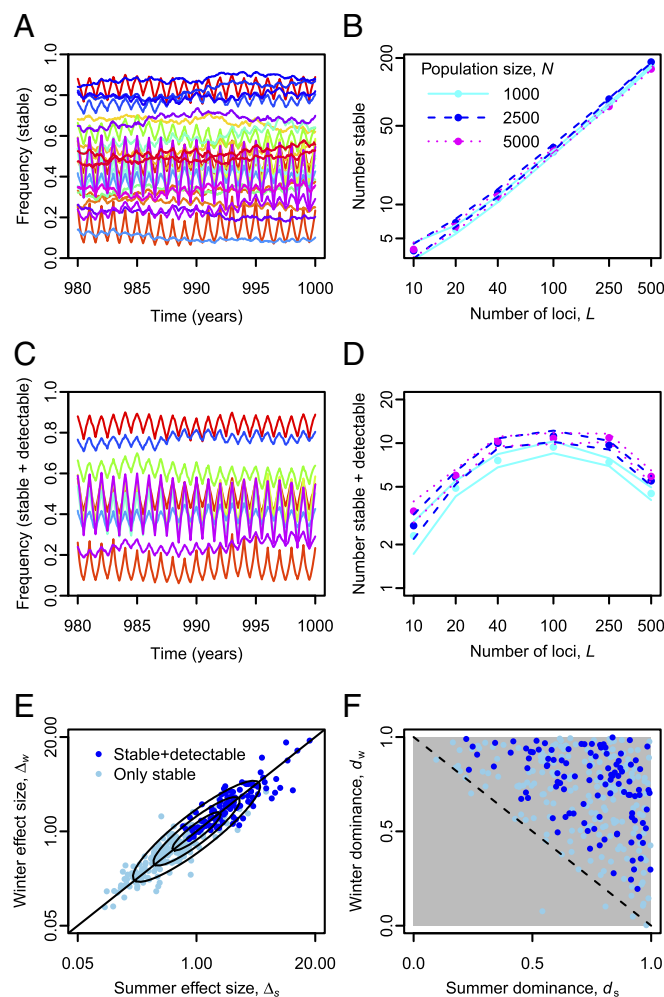 A
Frequency (stable)
1.0
0.8
0.6
0.4
0.2
0.0
980 985 990 995 1000
Time (years)
B
Number stable
200
50
10
5
Population size, N
1000
2500
5000
10 20 40 100 250 500
Number of loci, L
C
Frequency (stable + detectable)
1.0
0.8
0.6
0.4
0.2
0.0
980 985 990 995 1000
Time (years)
D
Number stable + detectable
20
10
5
2
1
10 20 40 100 250 500
Number of loci, L
E
Winter effect size, Δw
20.00
1.00
0.05
Stable+detectable
Only stable
0.05 1.00 20.00
Summer effect size, Δs
F
Winter dominance, dw
1.0
0.5
0.0
0.0 0.5 1.0
Summer dominance, ds